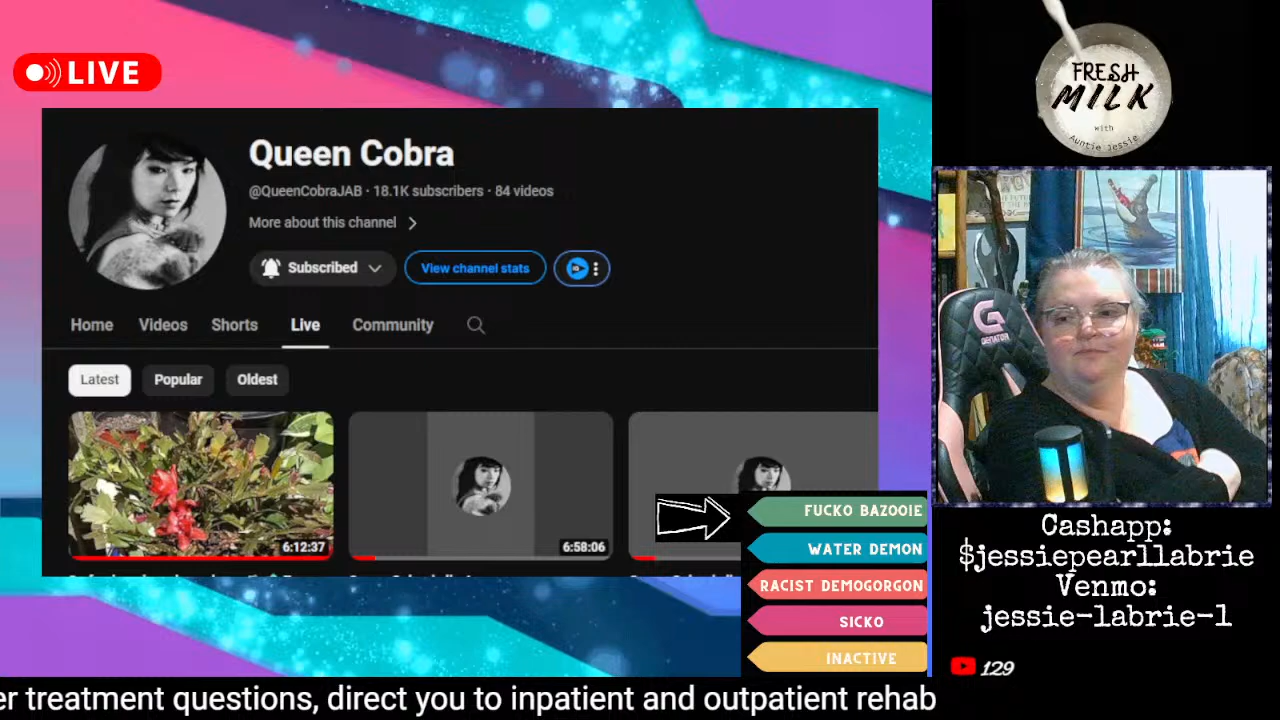 LIVE
Queen Cobra
@QueenCobraJAB · 18.1K subscribers · 84 videos
More about this channel
Subscribed
View channel stats
Home Videos Shorts Live Community
Latest Popular Oldest
6:12:37
6:58:06
FUCKO BAZOOIE
WATER DEMON
RACIST DEMOGORGON
SICKO
INACTIVE
FRESH
MILK
with
Auntie Jessie
Cashapp:
$jessiepearllabrie
Venmo:
jessie-labrie-1
129
er treatment questions, direct you to inpatient and outpatient rehab